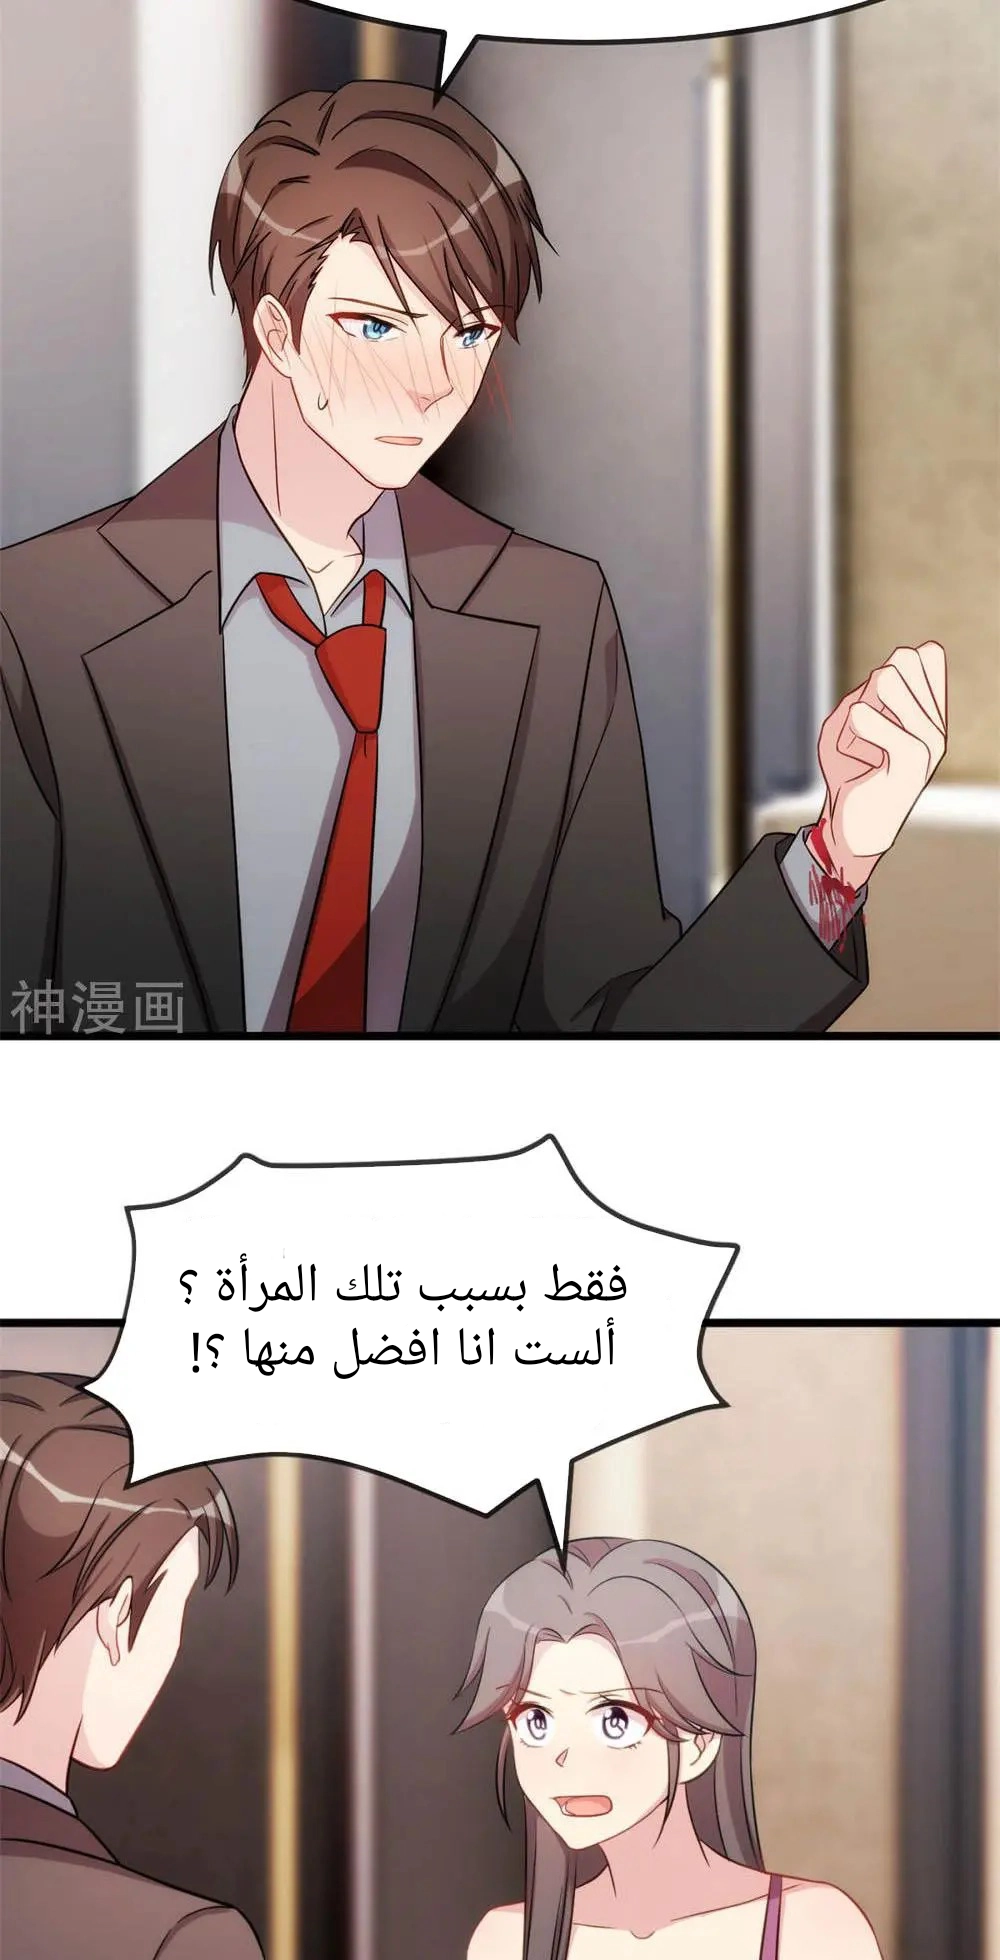 神漫画
فقط بسبب تلك المرأة ؟
ألست انا افضل منها ؟!